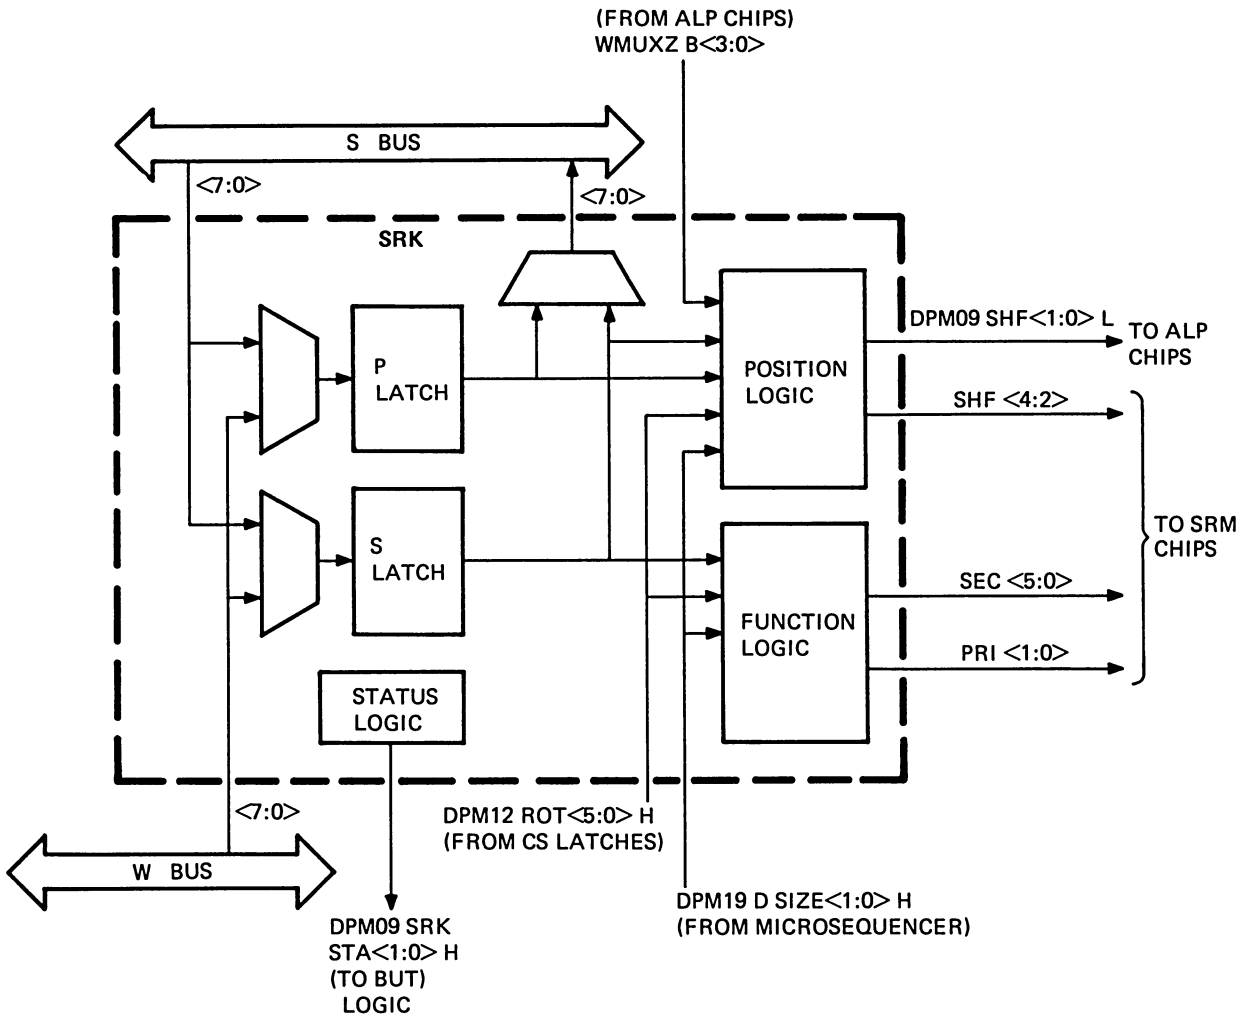 (FROM ALP CHIPS)
WMUXZ B<3:0>
S BUS
<7:0>
<7:0>
SRK
DPM09 SHF<1:0> L
TO ALP
CHIPS
P
LATCH
POSITION
LOGIC
SHF <4:2>
S
LATCH
TO SRM
CHIPS
SEC <5:0>
FUNCTION
LOGIC
PRI <1:0>
STATUS
LOGIC
<7:0>
DPM12 ROT<5:0> H
(FROM CS LATCHES)
W BUS
DPM19 D SIZE<1:0> H
(FROM MICROSEQUENCER)
DPM09 SRK
STA<1:0> H
(TO BUT)
LOGIC